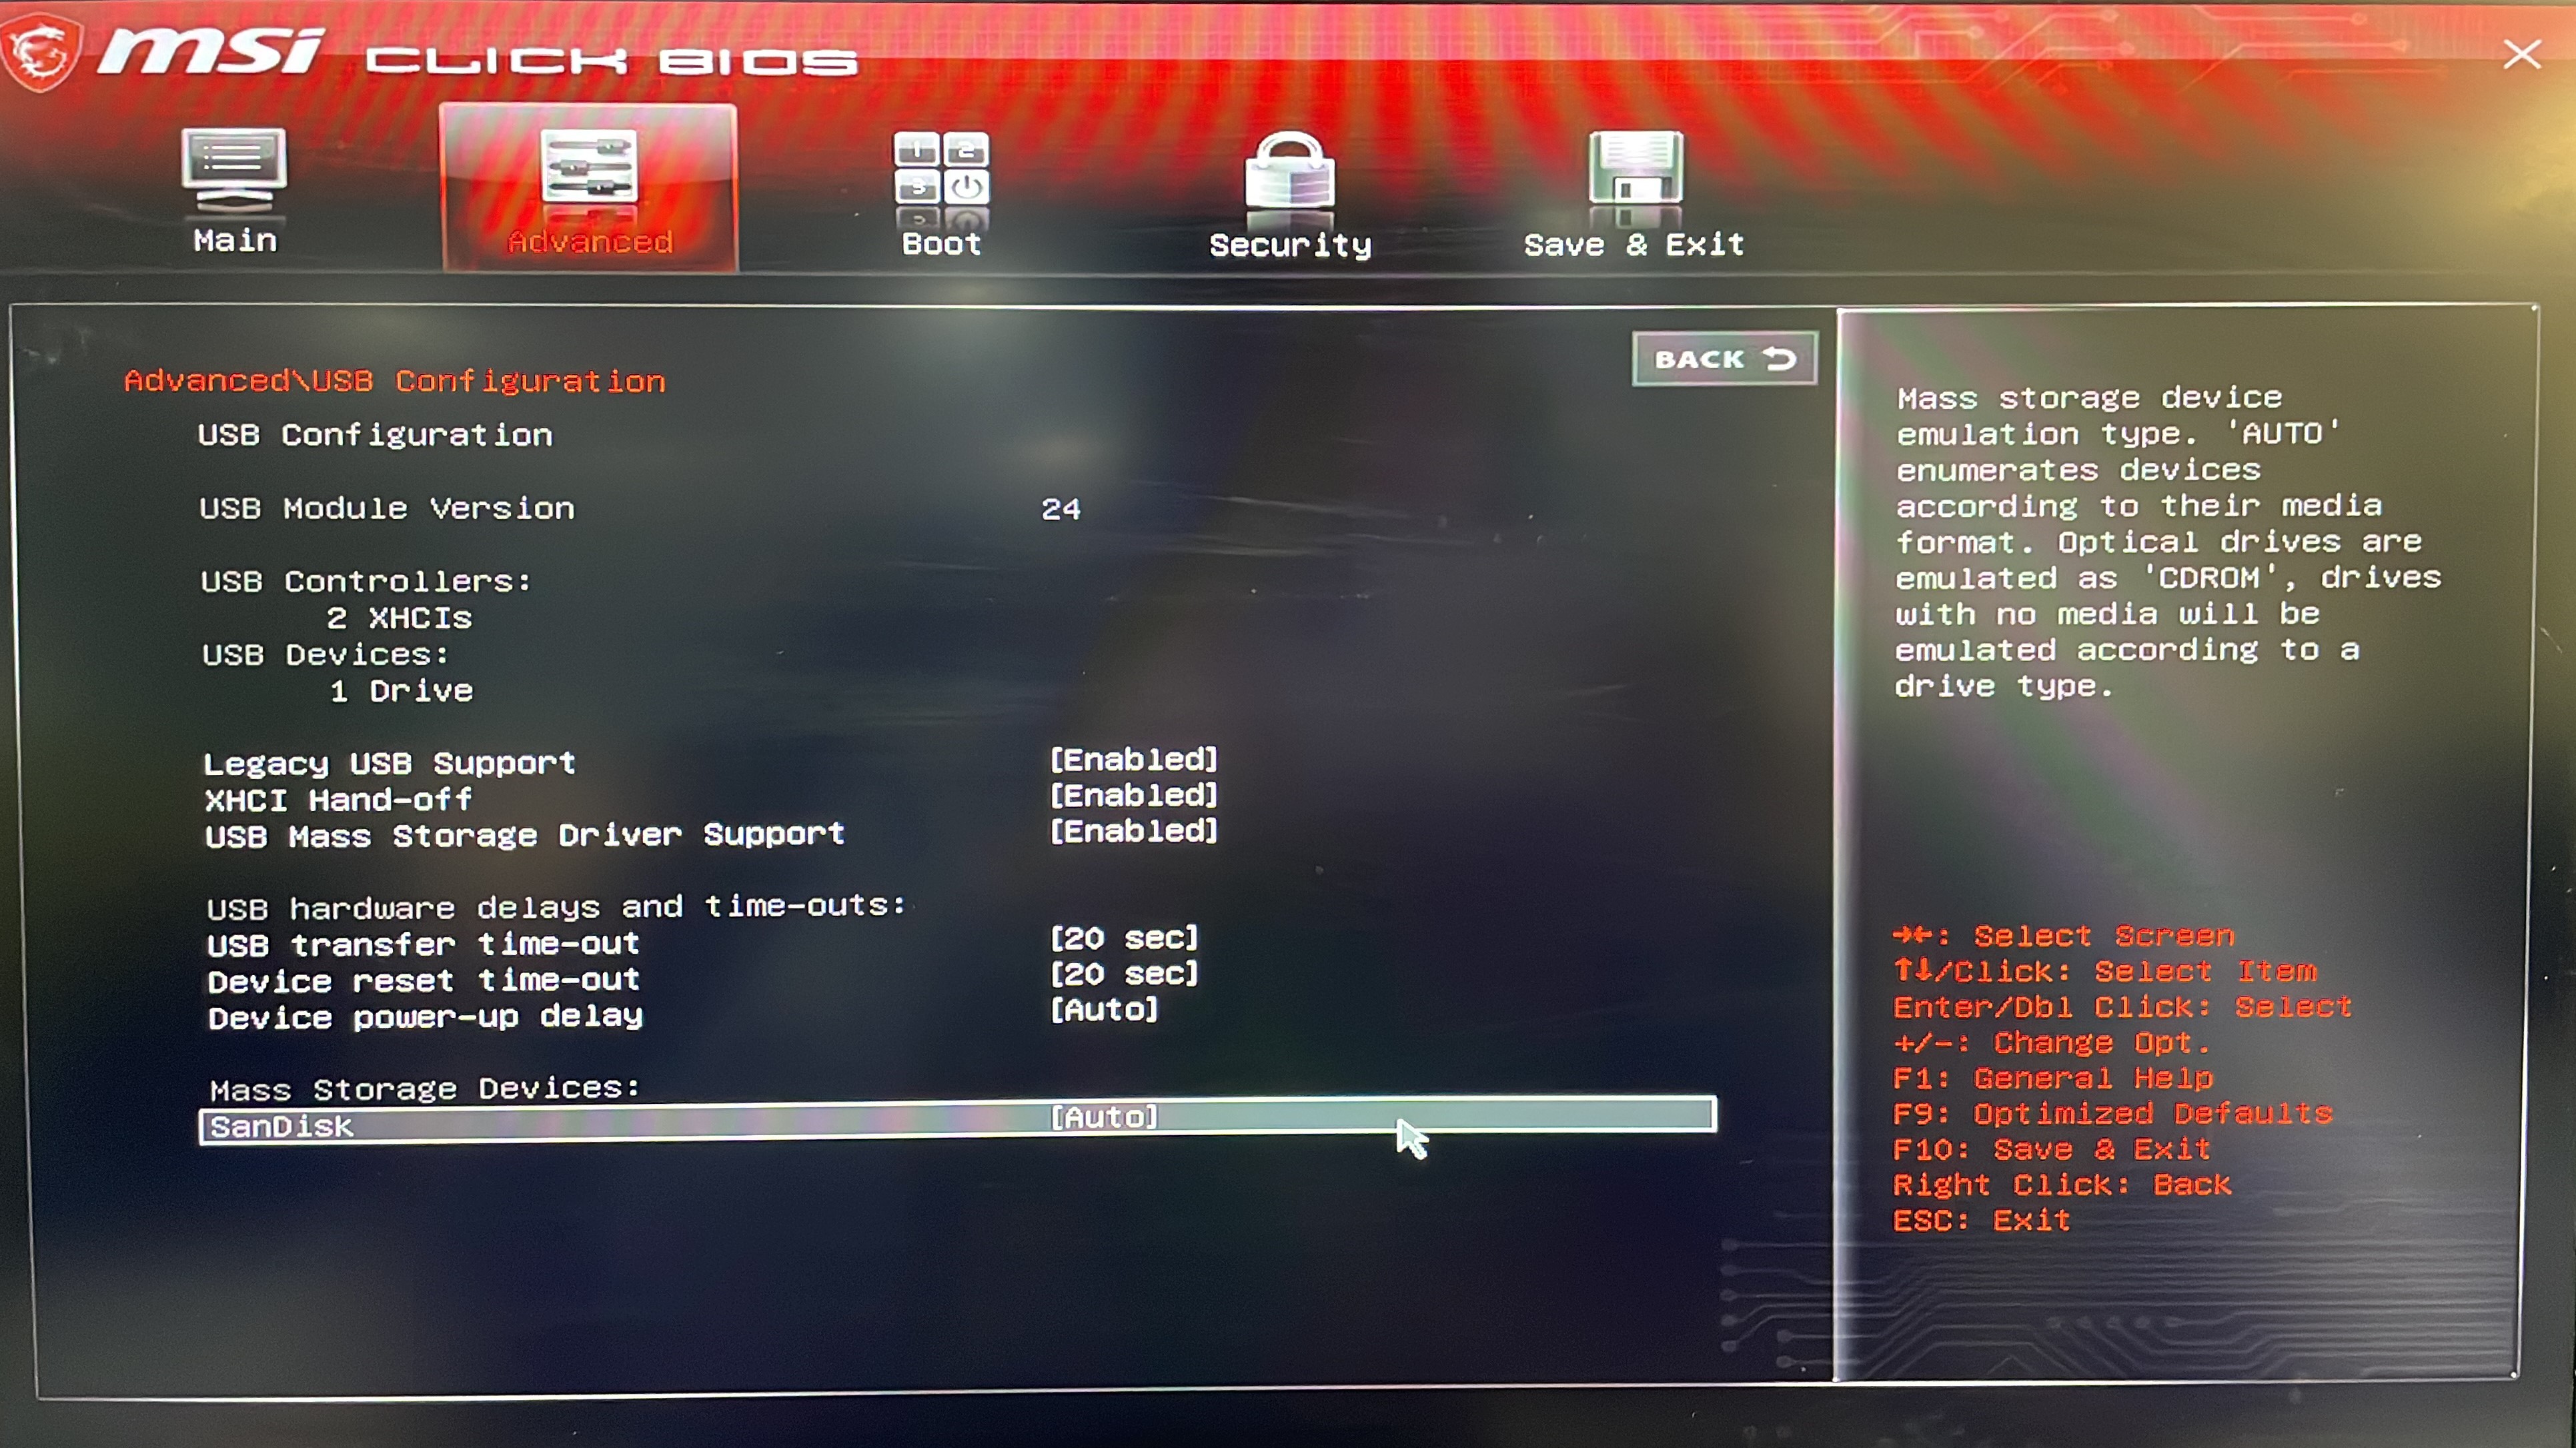 msi CLICK BIOS
Main
Advanced
1 2
3
Boot
Security
Save & Exit
BACK
Advanced\USB Configuration
USB Configuration
USB Module Version 24
USB Controllers:
2 XHCIs
USB Devices:
1 Drive
Legacy USB Support [Enabled]
XHCI Hand-off [Enabled]
USB Mass Storage Driver Support [Enabled]
USB hardware delays and time-outs:
USB transfer time-out [20 sec]
Device reset time-out [20 sec]
Device power-up delay [Auto]
Mass Storage Devices:
SanDisk [Auto]
Mass storage device
emulation type. 'AUTO'
enumerates devices
according to their media
format. Optical drives are
emulated as 'CDROM', drives
with no media will be
emulated according to a
drive type.
→←: Select Screen
↑↓/Click: Select Item
Enter/Dbl Click: Select
+/-: Change Opt.
F1: General Help
F9: Optimized Defaults
F10: Save & Exit
Right Click: Back
ESC: Exit